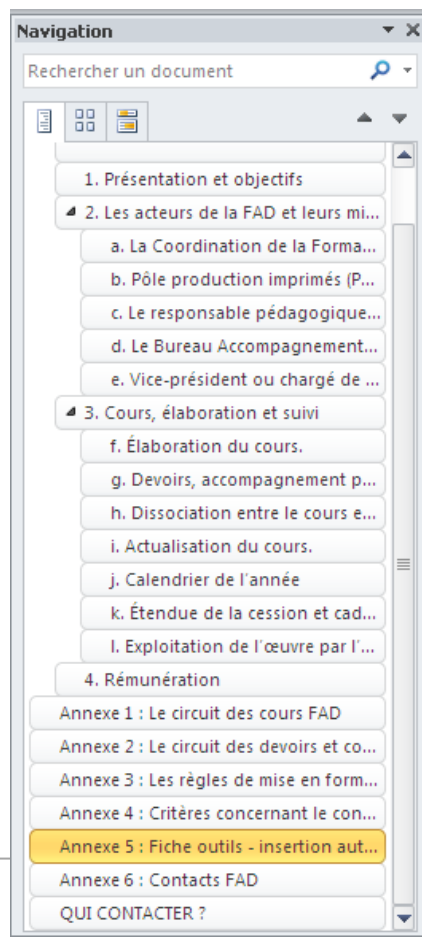 Navigation
Rechercher un document
1. Présentation et objectifs
2. Les acteurs de la FAD et leurs mi...
a. La Coordination de la Forma...
b. Pôle production imprimés (P...
c. Le responsable pédagogique...
d. Le Bureau Accompagnement...
e. Vice-président ou chargé de ...
3. Cours, élaboration et suivi
f. Élaboration du cours.
g. Devoirs, accompagnement p...
h. Dissociation entre le cours e...
i. Actualisation du cours.
j. Calendrier de l'année
k. Étendue de la cession et cad...
l. Exploitation de l'œuvre par l'...
4. Rémunération
Annexe 1 : Le circuit des cours FAD
Annexe 2 : Le circuit des devoirs et co...
Annexe 3 : Les règles de mise en form...
Annexe 4 : Critères concernant le con...
Annexe 5 : Fiche outils - insertion aut...
Annexe 6 : Contacts FAD
QUI CONTACTER ?